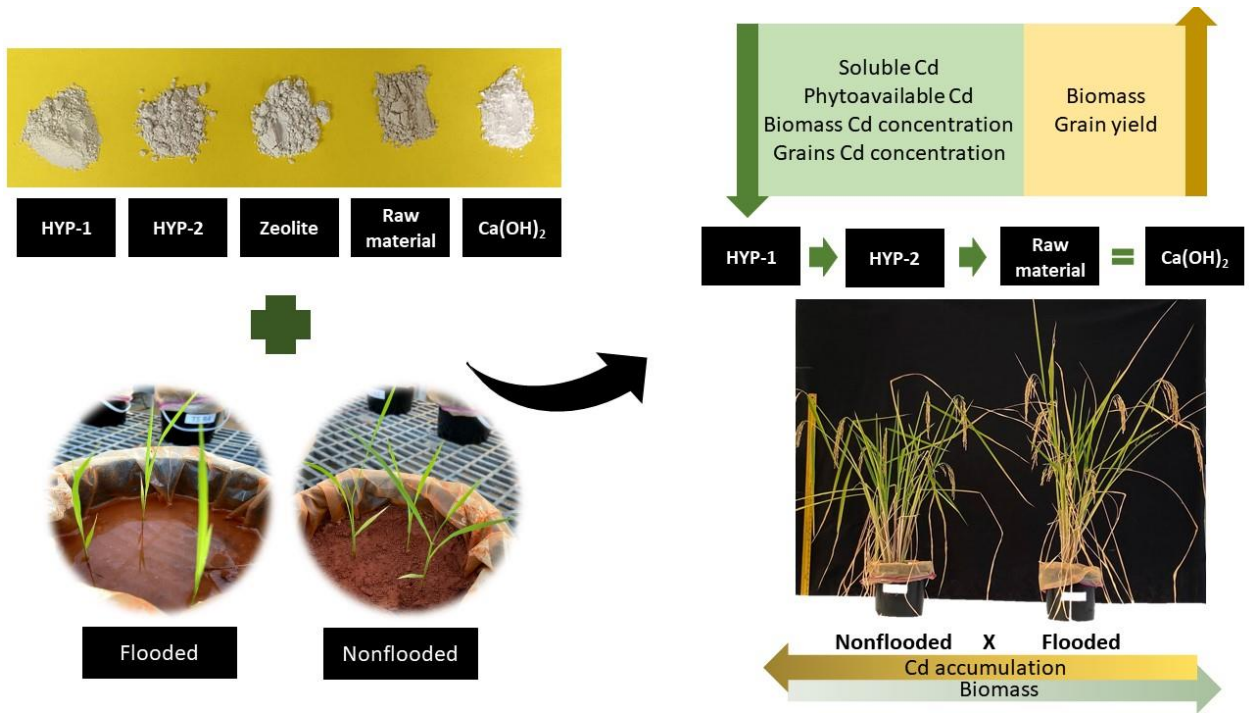 HYP-1
HYP-2
Zeolite
Raw
material
Ca(OH)₂
Flooded
Nonflooded
Soluble Cd
Phytoavailable Cd
Biomass Cd concentration
Grains Cd concentration
Biomass
Grain yield
HYP-1
HYP-2
Raw
material
=
Ca(OH)₂
Nonflooded X Flooded
Cd accumulation
Biomass